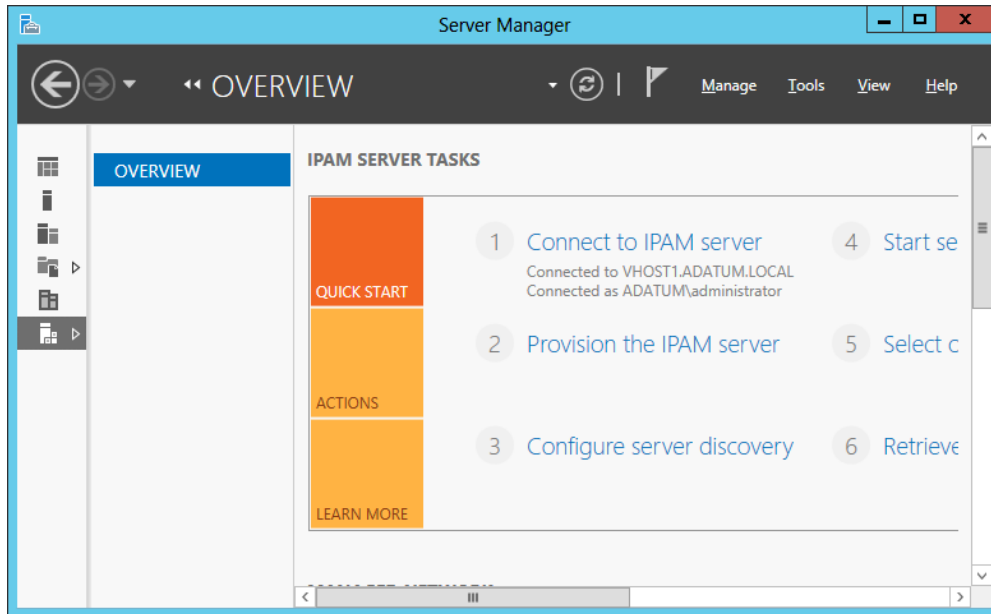 Server Manager
OVERVIEW
Manage Tools View Help
OVERVIEW
IPAM SERVER TASKS
QUICK START
ACTIONS
LEARN MORE
1 Connect to IPAM server
Connected to VHOST1.ADATUM.LOCAL
Connected as ADATUM\administrator
2 Provision the IPAM server
3 Configure server discovery
4 Start se
5 Select c
6 Retrieve